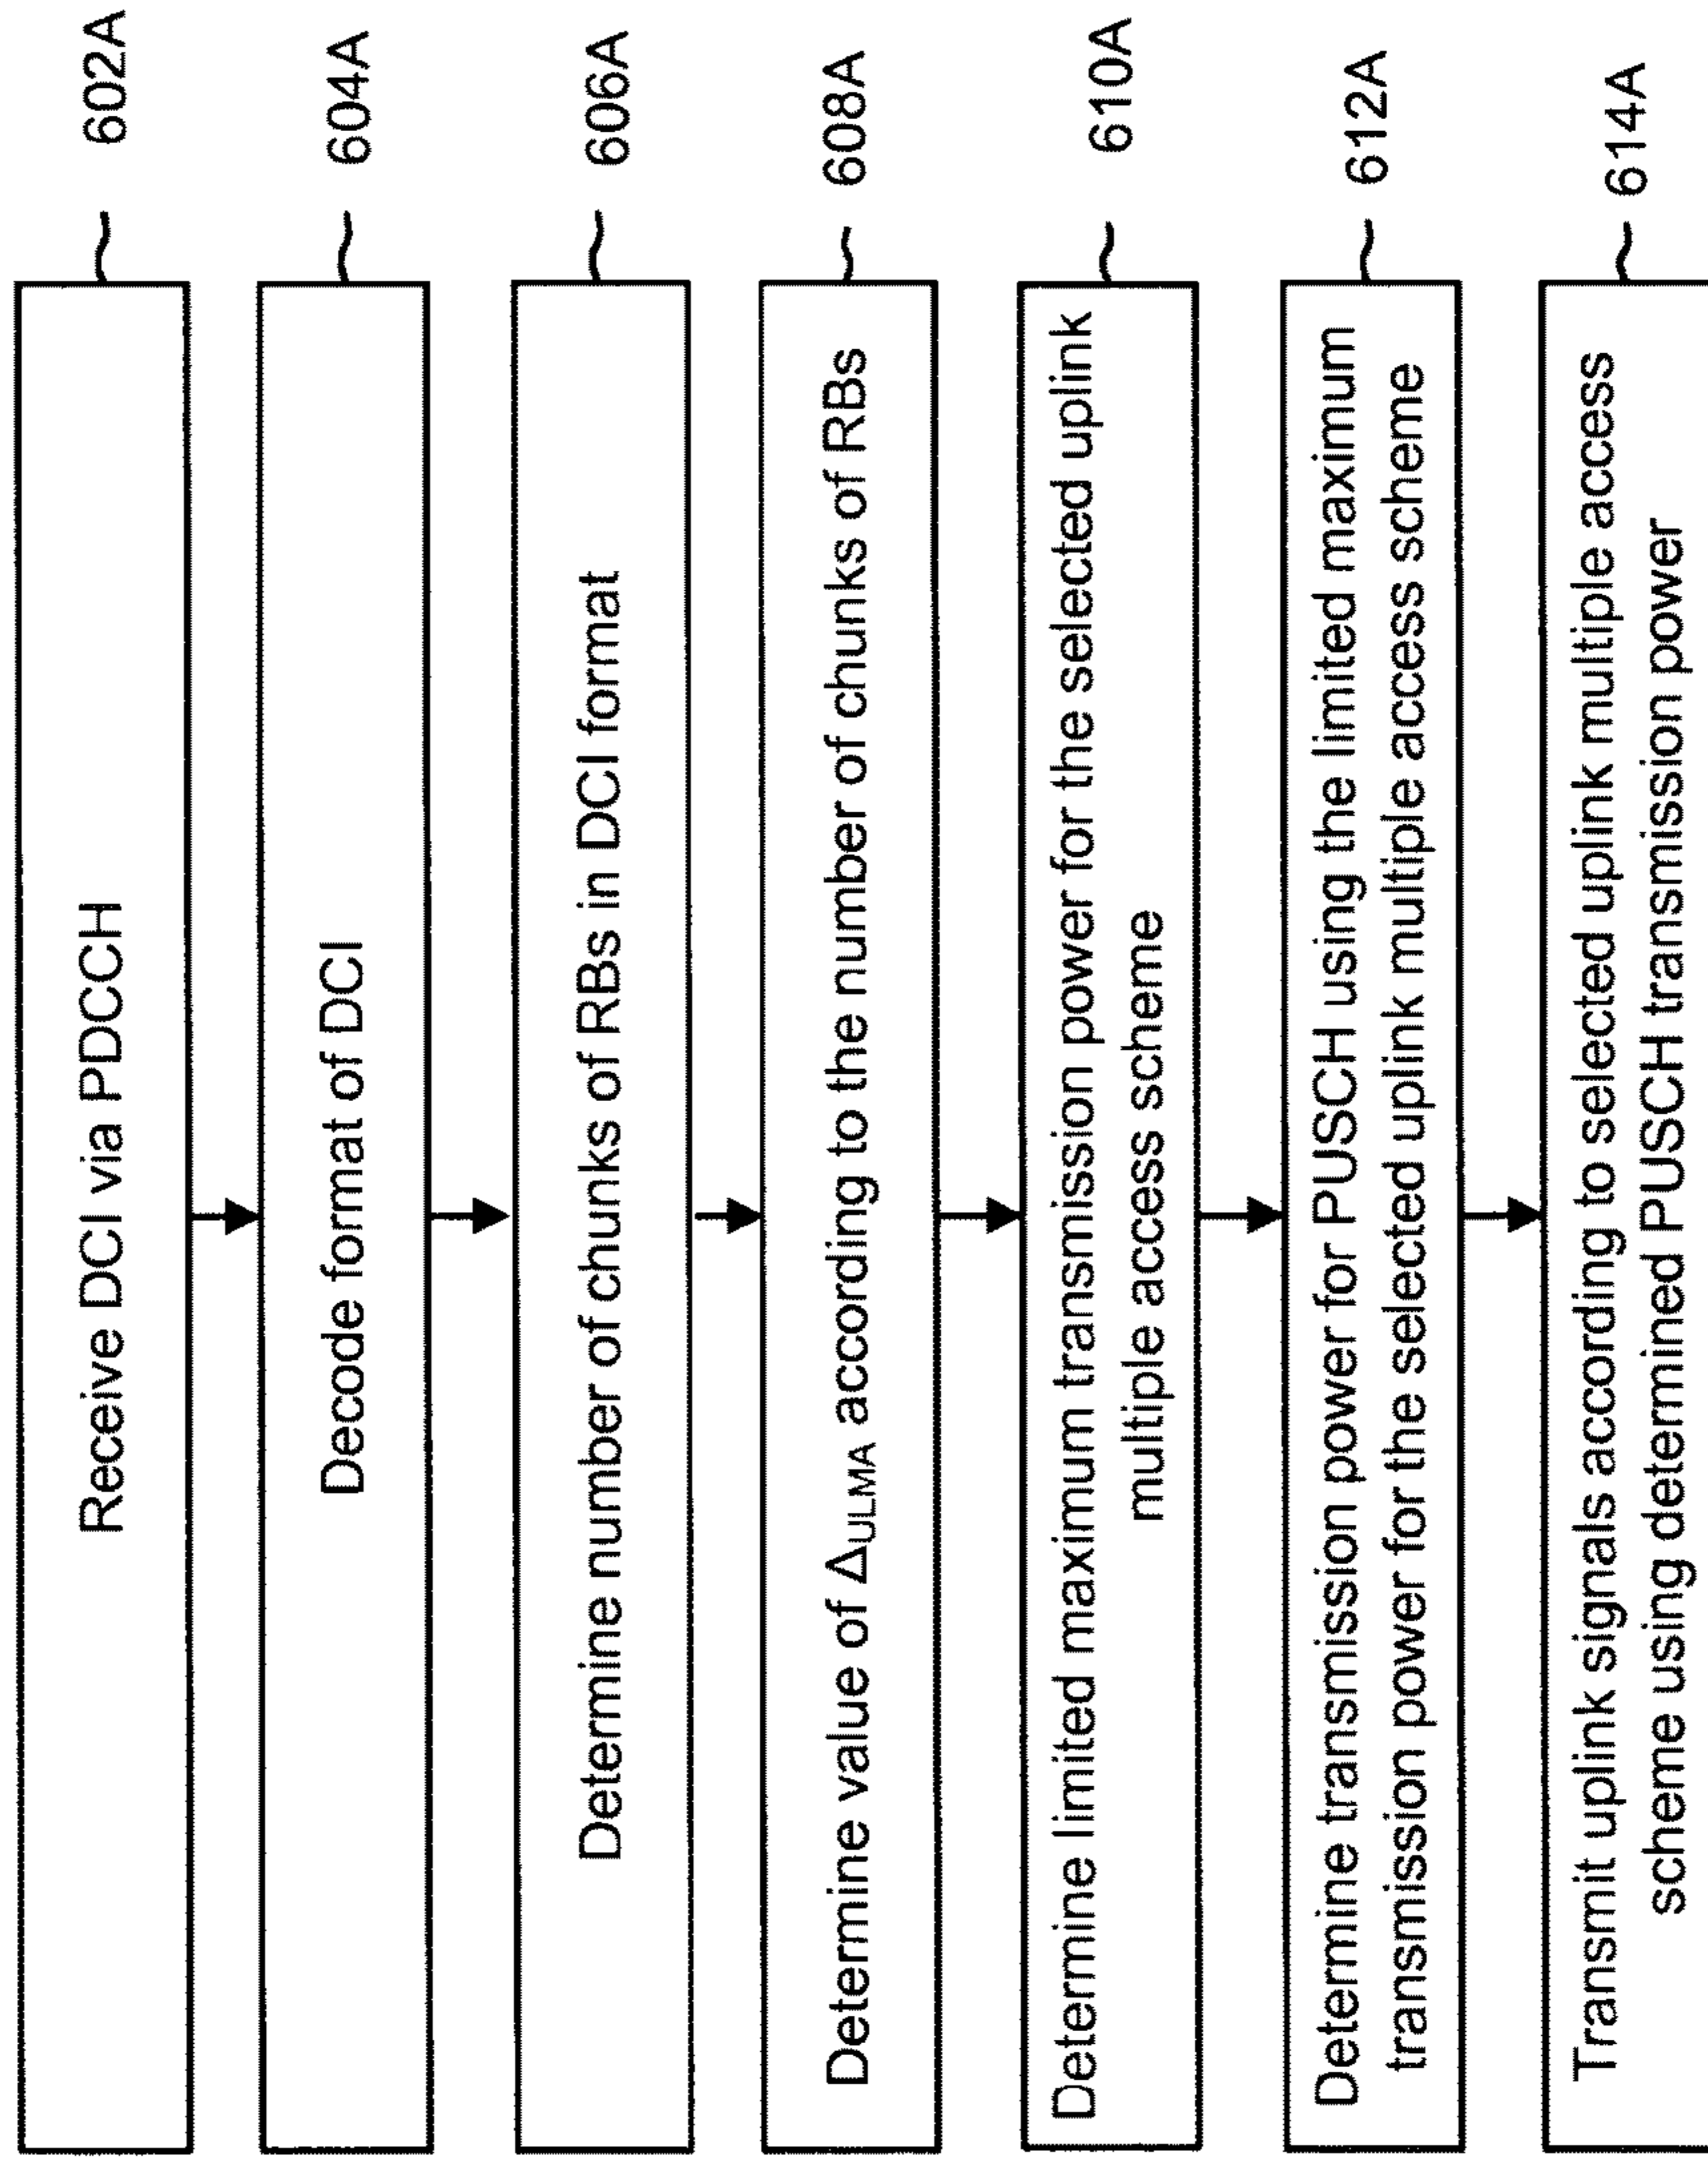 Receive DCI via PDCCH
602A
Decode format of DCI
604A
Determine number of chunks of RBs in DCI format
606A
Determine value of ΔULMA according to the number of chunks of RBs
608A
Determine limited maximum transmission power for the selected uplink
multiple access scheme
610A
Determine transmission power for PUSCH using the limited maximum
transmission power for the selected uplink multiple access scheme
612A
Transmit uplink signals according to selected uplink multiple access
scheme using determined PUSCH transmission power
614A